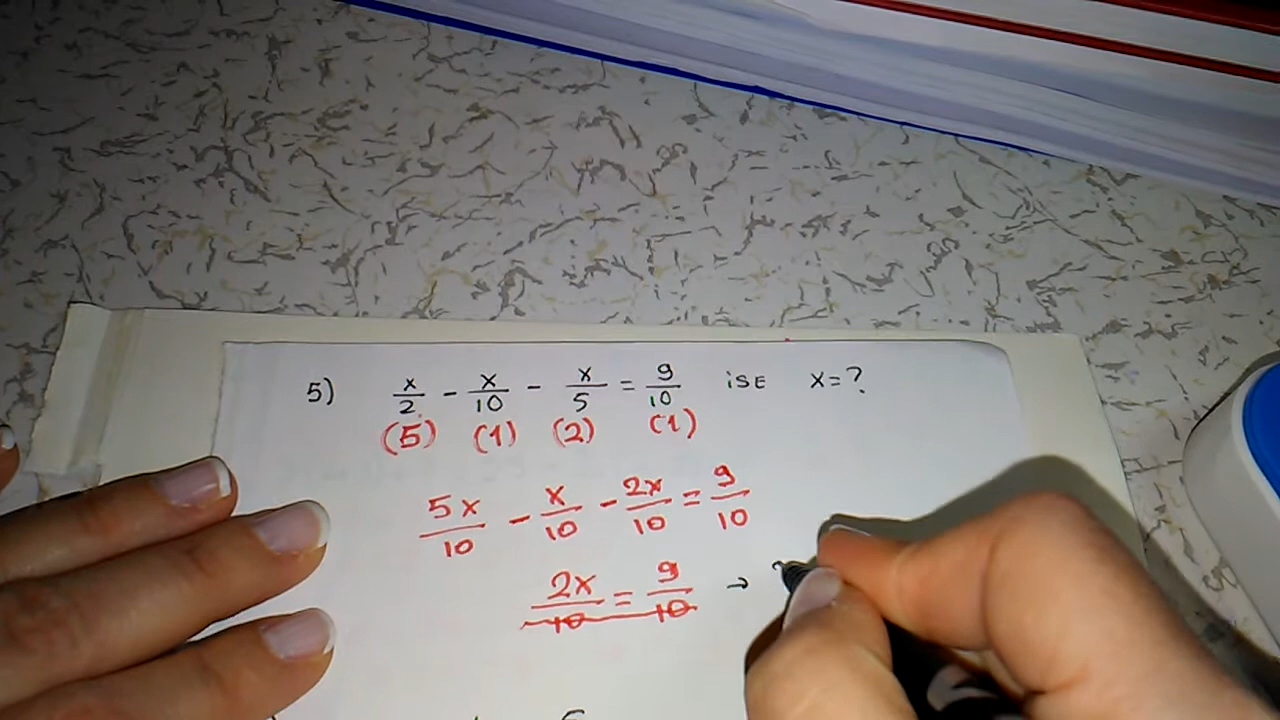 5) x/2 - x/10 - x/5 = 9/10 iSE x=?
(5) (1) (2) (1)
5x/10 - x/10 - 2x/10 = 9/10
2x/10 = 9/10 →